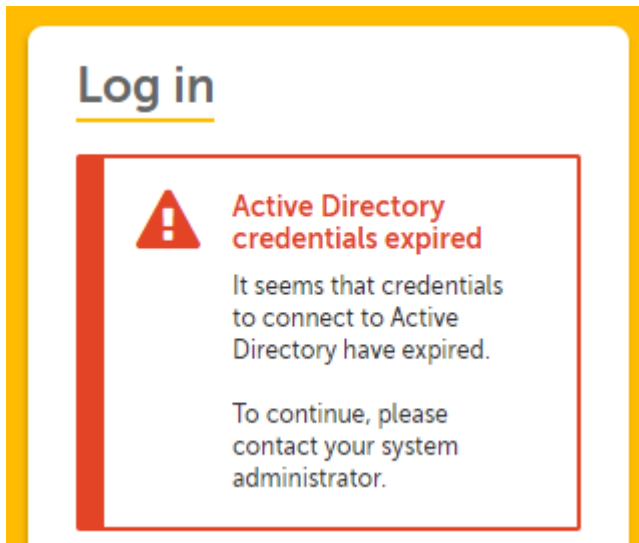 Log in
Active Directory
credentials expired
It seems that credentials
to connect to Active
Directory have expired.
To continue, please
contact your system
administrator.